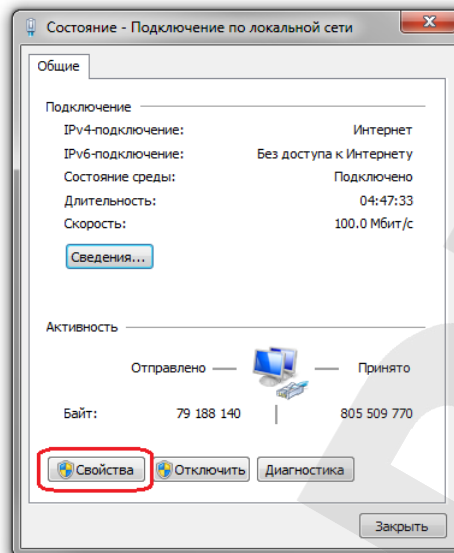 Состояние - Подключение по локальной сети
Общие
Подключение
IPv4-подключение: Интернет
IPv6-подключение: Без доступа к Интернету
Состояние среды: Подключено
Длительность: 04:47:33
Скорость: 100.0 Мбит/с
Сведения...
Активность
Отправлено — — Принято
Байт: 79 188 140 | 805 509 770
Свойства Отключить Диагностика
Закрыть